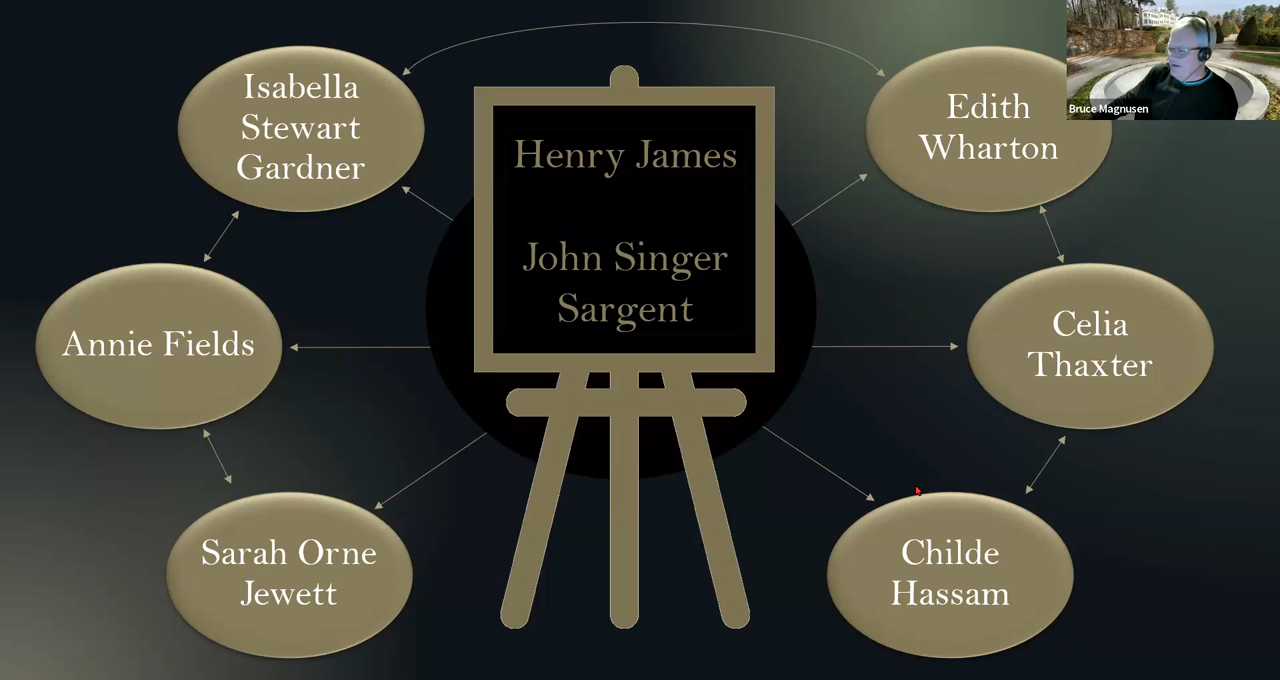 Isabella
Stewart
Gardner
Henry James
John Singer
Sargent
Edith
Wharton
Bruce Magnusen
Annie Fields
Celia
Thaxter
Sarah Orne
Jewett
Childe
Hassam